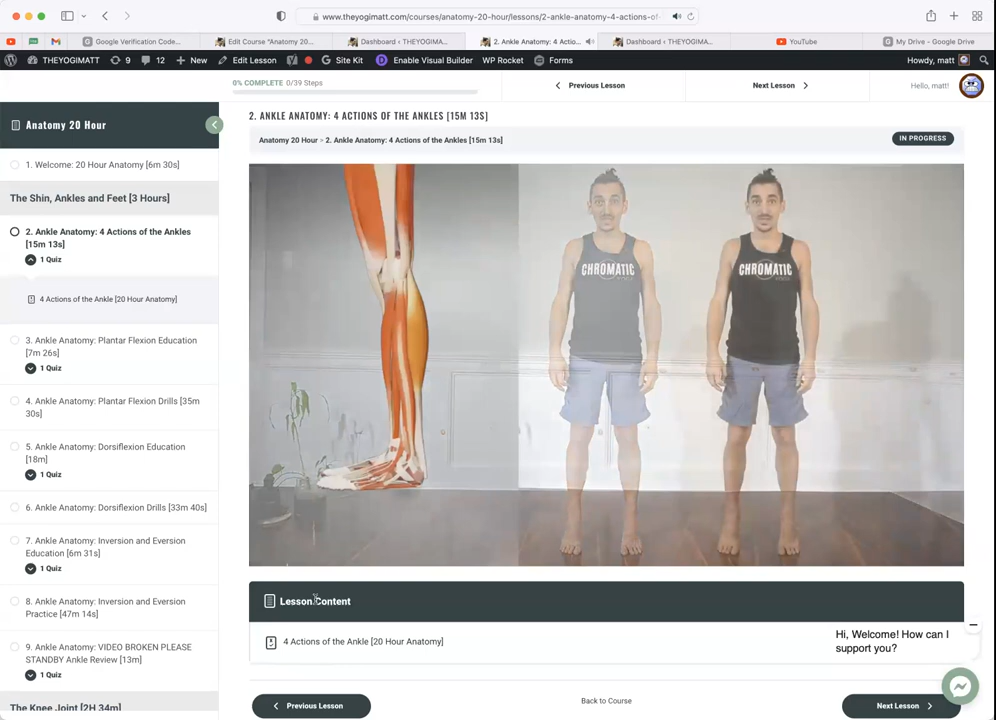 www.theyogimatt.com/courses/anatomy-20-hour/lessons/2-ankle-anatomy-4-actions-of-
Google Verification Code...
Edit Course "Anatomy 20...
Dashboard ‹ THEYOGIMA...
2. Ankle Anatomy: 4 Actio...
Dashboard ‹ THEYOGIMA...
YouTube
My Drive - Google Drive
THEYOGIMATT
9
12
New
Edit Lesson
Site Kit
Enable Visual Builder
WP Rocket
Forms
Howdy, matt
0% COMPLETE 0/39 Steps
Previous Lesson
Next Lesson
Hello, matt!
Anatomy 20 Hour
1. Welcome: 20 Hour Anatomy [6m 30s]
The Shin, Ankles and Feet [3 Hours]
2. Ankle Anatomy: 4 Actions of the Ankles
[15m 13s]
1 Quiz
4 Actions of the Ankle [20 Hour Anatomy]
3. Ankle Anatomy: Plantar Flexion Education
[7m 26s]
1 Quiz
4. Ankle Anatomy: Plantar Flexion Drills [35m
30s]
5. Ankle Anatomy: Dorsiflexion Education
[18m]
1 Quiz
6. Ankle Anatomy: Dorsiflexion Drills [33m 40s]
7. Ankle Anatomy: Inversion and Eversion
Education [6m 31s]
1 Quiz
8. Ankle Anatomy: Inversion and Eversion
Practice [47m 14s]
9. Ankle Anatomy: VIDEO BROKEN PLEASE
STANDBY Ankle Review [13m]
1 Quiz
The Knee Joint [2H 34m]
2. ANKLE ANATOMY: 4 ACTIONS OF THE ANKLES [15M 13S]
Anatomy 20 Hour > 2. Ankle Anatomy: 4 Actions of the Ankles [15m 13s]
IN PROGRESS
CHROMATIC
CHROMATIC
Lesson Content
4 Actions of the Ankle [20 Hour Anatomy]
Hi, Welcome! How can I
support you?
Previous Lesson
Back to Course
Next Lesson